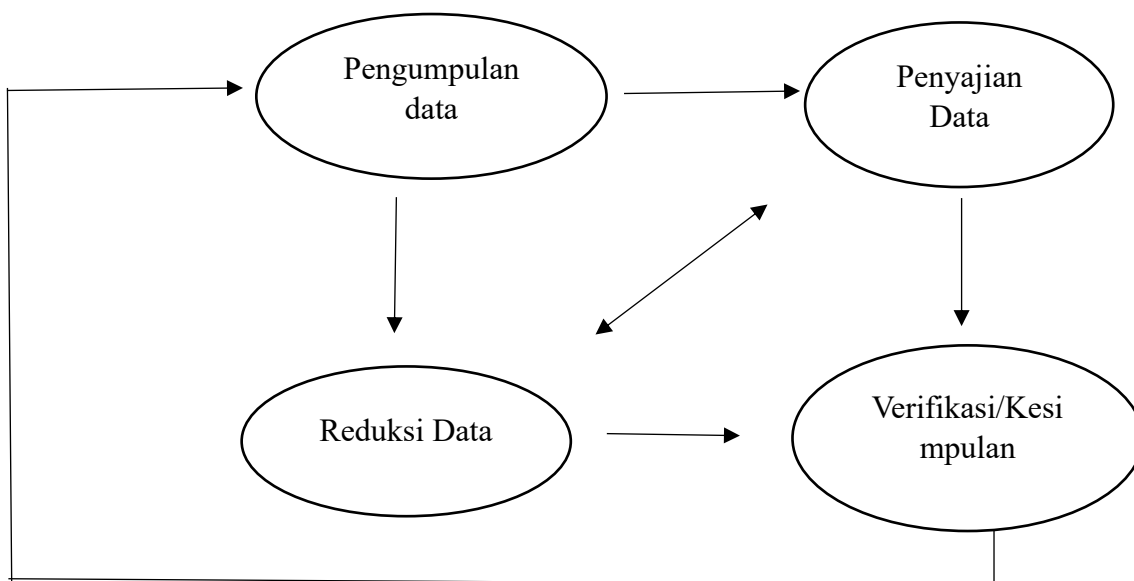 Pengumpulan
data
Penyajian
Data
Reduksi Data
Verifikasi/Kesi
mpulan